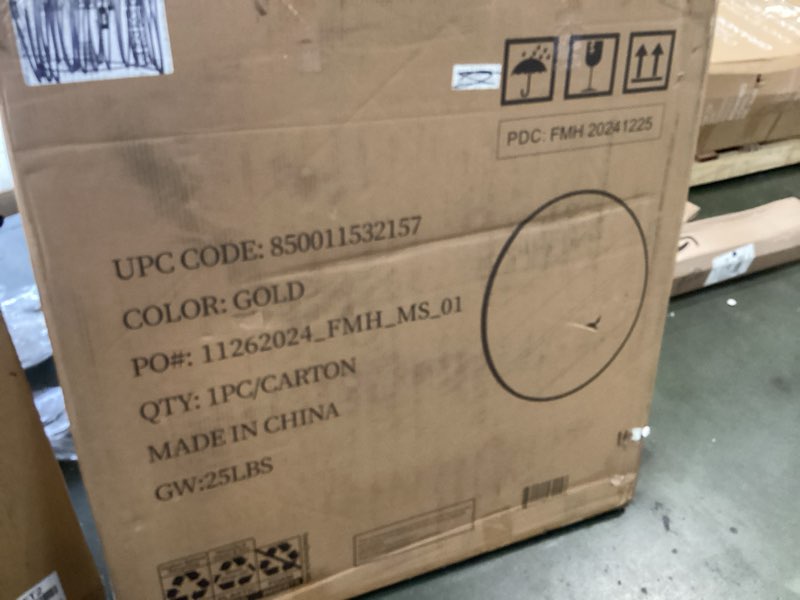 PDC: FMH 20241225
UPC CODE: 850011532157
COLOR: GOLD
PO#: 11262024_FMH_MS_01
QTY: 1PC/CARTON
MADE IN CHINA
GW:25LBS